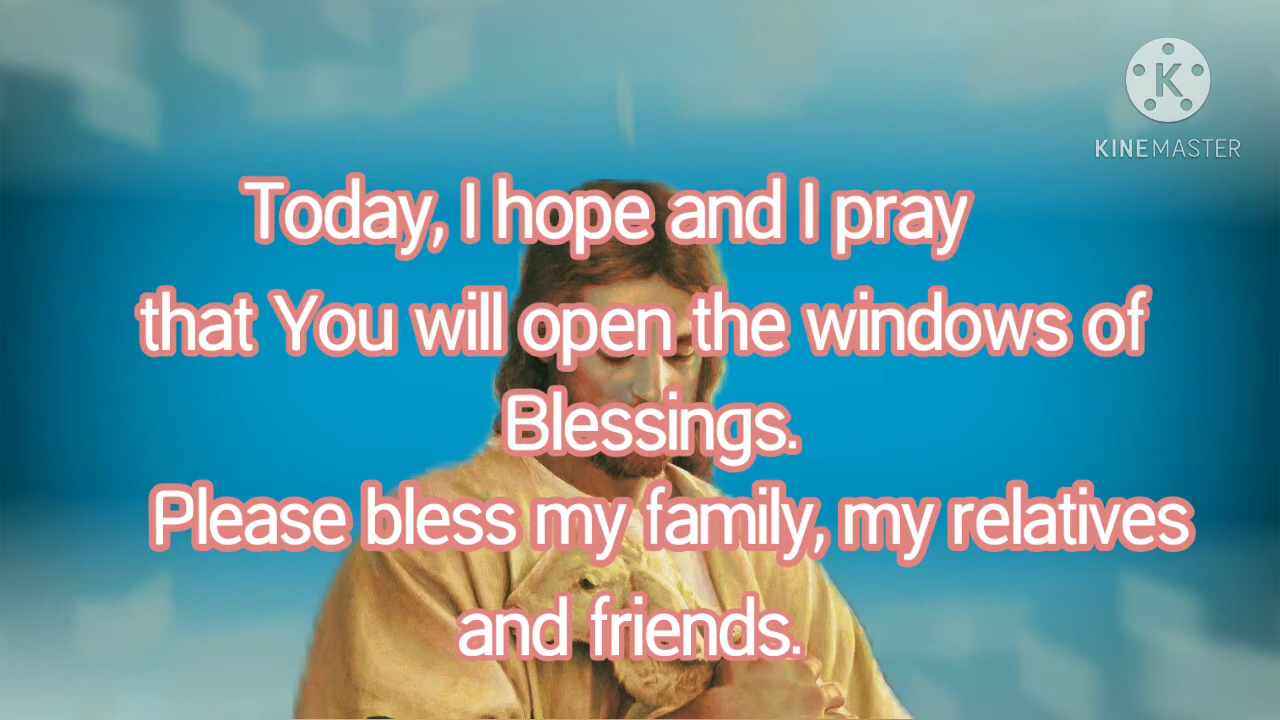 K
KINEMASTER
Today, I hope and I pray
that You will open the windows of
Blessings.
Please bless my family, my relatives
and friends.